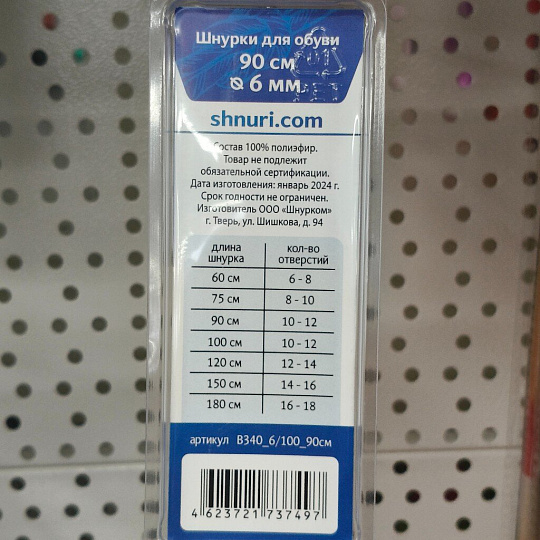 Шнурки для обуви
90 см
⌀ 6 мм
shnuri.com
Состав 100% полиэфир.
Товар не подлежит
обязательной сертификации.
Дата изготовления: январь 2024 г.
Срок годности не ограничен.
Изготовитель ООО «Шнурком»
г. Тверь, ул. Шишкова, д. 94
длина шнурка кол-во отверстий
60 см 6 - 8
75 см 8 - 10
90 см 10 - 12
100 см 10 - 12
120 см 12 - 14
150 см 14 - 16
180 см 16 - 18
артикул В340_6/100_90см
4 623721 737497